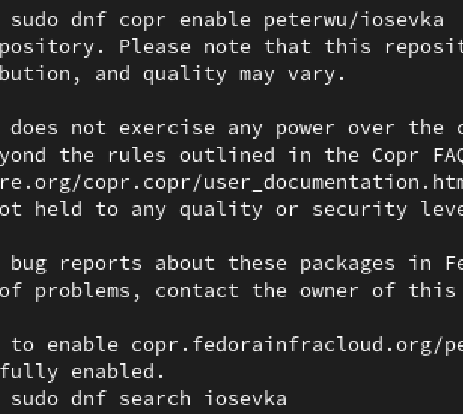 sudo dnf copr enable peterwu/iosevka
pository. Please note that this reposit
bution, and quality may vary.
does not exercise any power over the c
yond the rules outlined in the Copr FAQ
re.org/copr.copr/user_documentation.htm
ot held to any quality or security leve
bug reports about these packages in Fe
of problems, contact the owner of this
to enable copr.fedorainfracloud.org/pe
fully enabled.
sudo dnf search iosevka